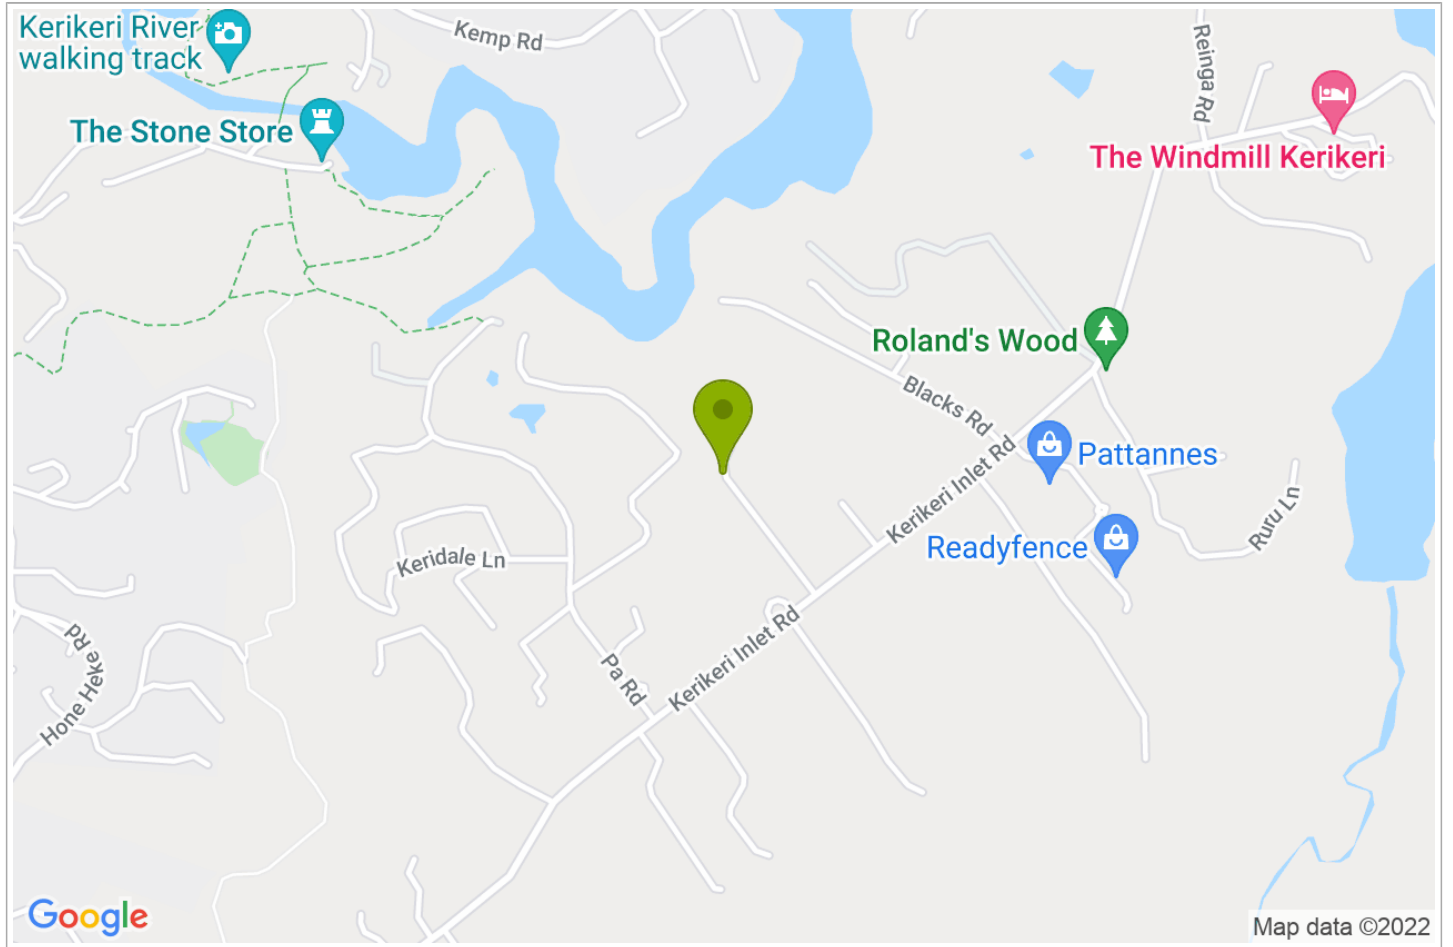 Kerikeri River
walking track
Kemp Rd
Reinga Rd
The Stone Store
The Windmill Kerikeri
Roland's Wood
Blacks Rd
Pattannes
Kerikeri Inlet Rd
Ruru Ln
Readyfence
Keridale Ln
Kerikeri Inlet Rd
Pa Rd
Hone Heke Rd
Google
Map data ©2022